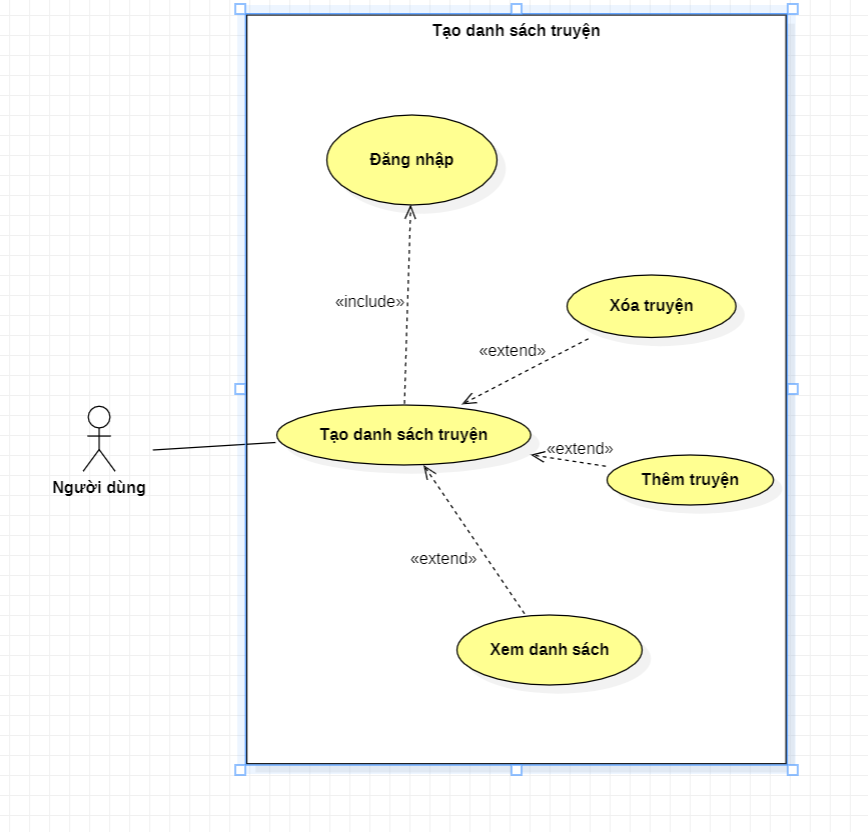 Tạo danh sách truyện
Đăng nhập
«include»
Xóa truyện
«extend»
Tạo danh sách truyện
«extend»
Thêm truyện
Người dùng
«extend»
Xem danh sách